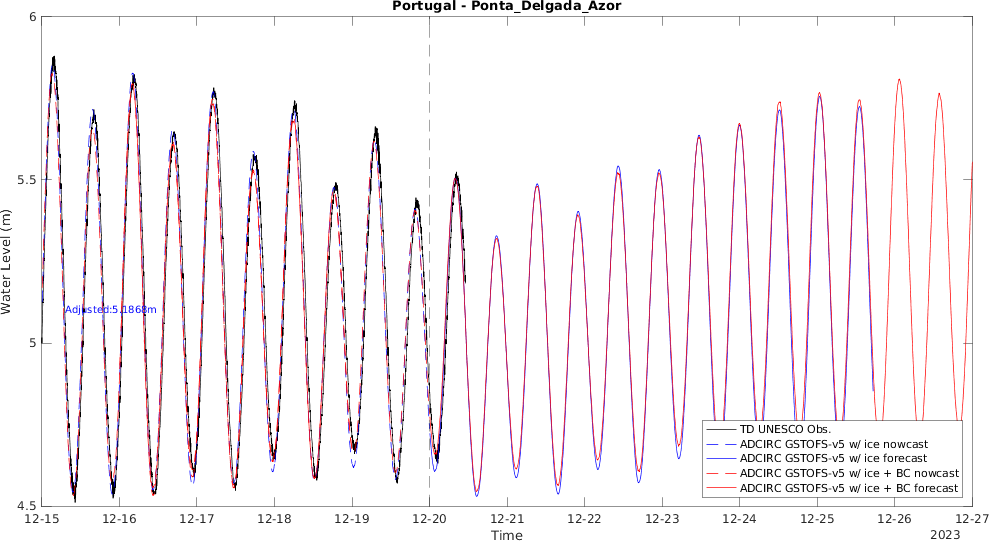 Portugal - Ponta_Delgada_Azor
Water Level (m)
6
5.5
5
4.5
Adjusted:5.1868m
TD UNESCO Obs.
ADCIRC GSTOFS-v5 w/ ice nowcast
ADCIRC GSTOFS-v5 w/ ice forecast
ADCIRC GSTOFS-v5 w/ ice + BC nowcast
ADCIRC GSTOFS-v5 w/ ice + BC forecast
12-15 12-16 12-17 12-18 12-19 12-20 12-21 12-22 12-23 12-24 12-25 12-26 12-27
Time
2023